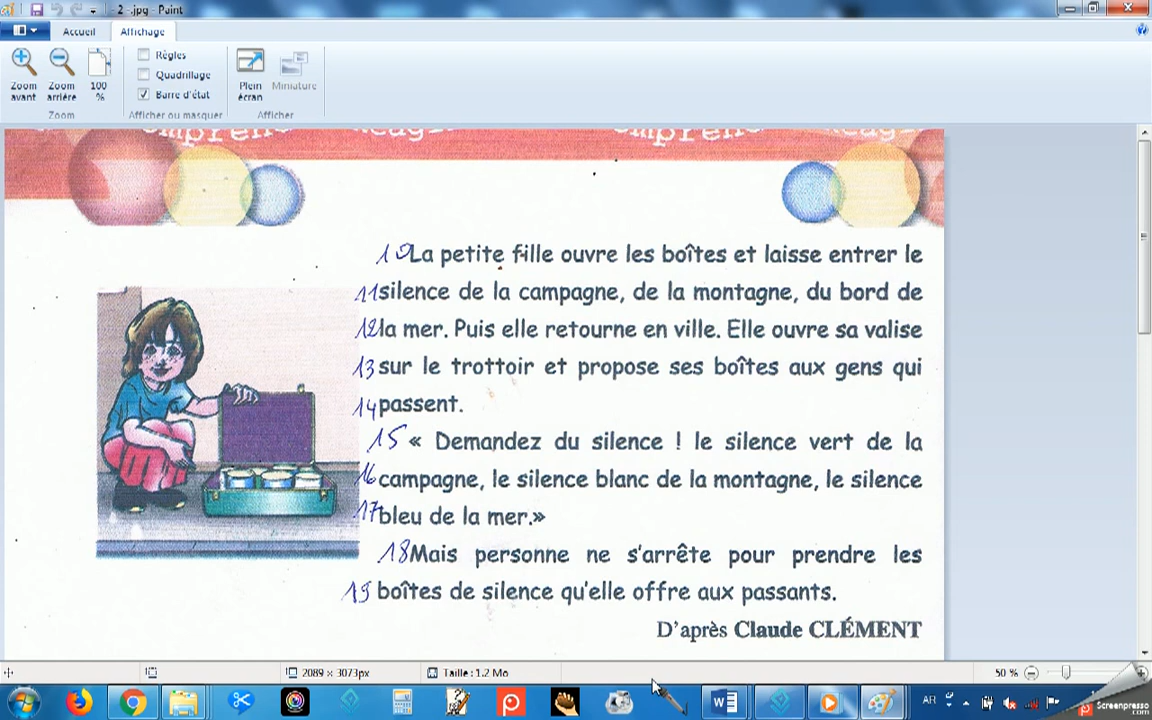 - 2 -.jpg - Paint
Accueil Affichage
Zoom avant
Zoom arrière
100 %
Règles
Quadrillage
Barre d'état
Plein écran
Miniature
Zoom
Afficher ou masquer
Afficher
10 La petite fille ouvre les boîtes et laisse entrer le
11 silence de la campagne, de la montagne, du bord de
12 la mer. Puis elle retourne en ville. Elle ouvre sa valise
13 sur le trottoir et propose ses boîtes aux gens qui
14 passent.
15 « Demandez du silence ! le silence vert de la
16 campagne, le silence blanc de la montagne, le silence
17 bleu de la mer.»
18 Mais personne ne s'arrête pour prendre les
19 boîtes de silence qu'elle offre aux passants.
D'après Claude CLÉMENT
2089 × 3073px
Taille : 1.2 Mo
50 %
AR
Screenpresso
.com